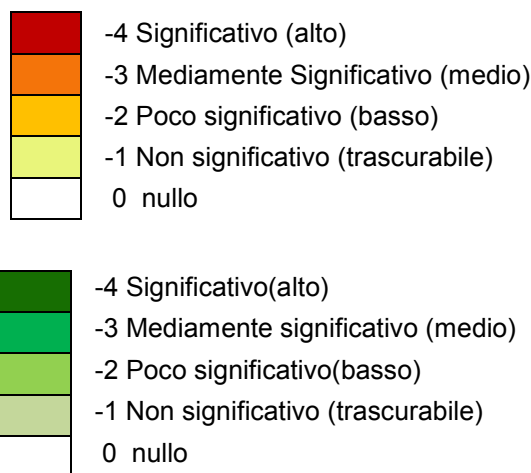 -4 Significativo (alto)
-3 Mediamente Significativo (medio)
-2 Poco significativo (basso)
-1 Non significativo (trascurabile)
0 nullo
-4 Significativo(alto)
-3 Mediamente significativo (medio)
-2 Poco significativo(basso)
-1 Non significativo (trascurabile)
0 nullo